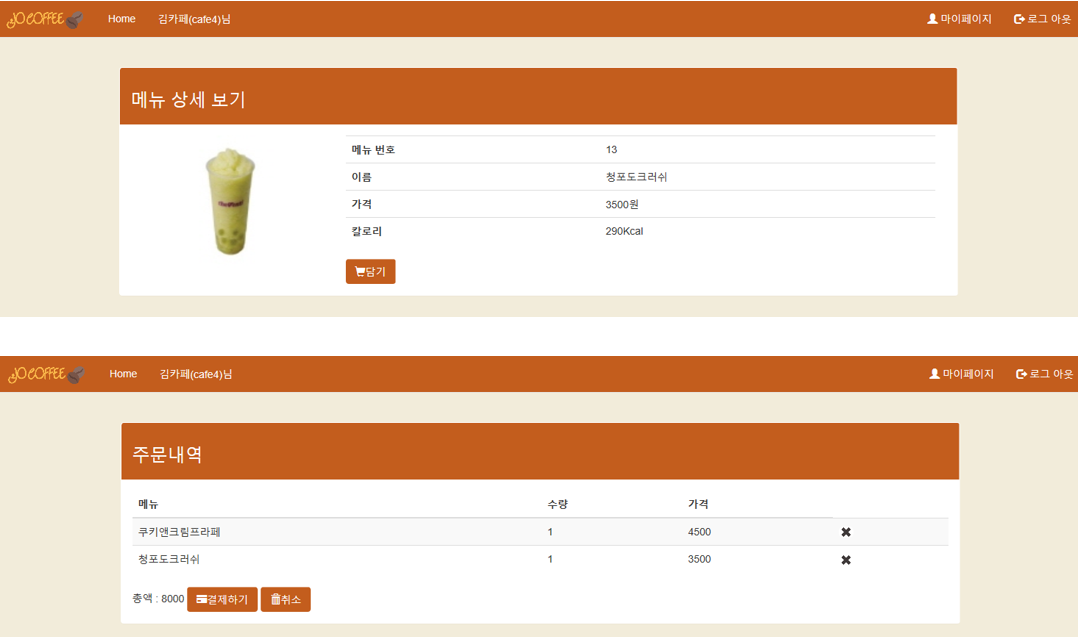 JO COFFEE Home 김카페(cafe4)님 마이페이지 로그 아웃
메뉴 상세 보기
메뉴 번호 13
이름 청포도크러쉬
가격 3500원
칼로리 290Kcal
담기
JO COFFEE Home 김카페(cafe4)님 마이페이지 로그 아웃
주문내역
메뉴 수량 가격
쿠키앤크림프라페 1 4500
청포도크러쉬 1 3500
총액 : 8000 결제하기 취소